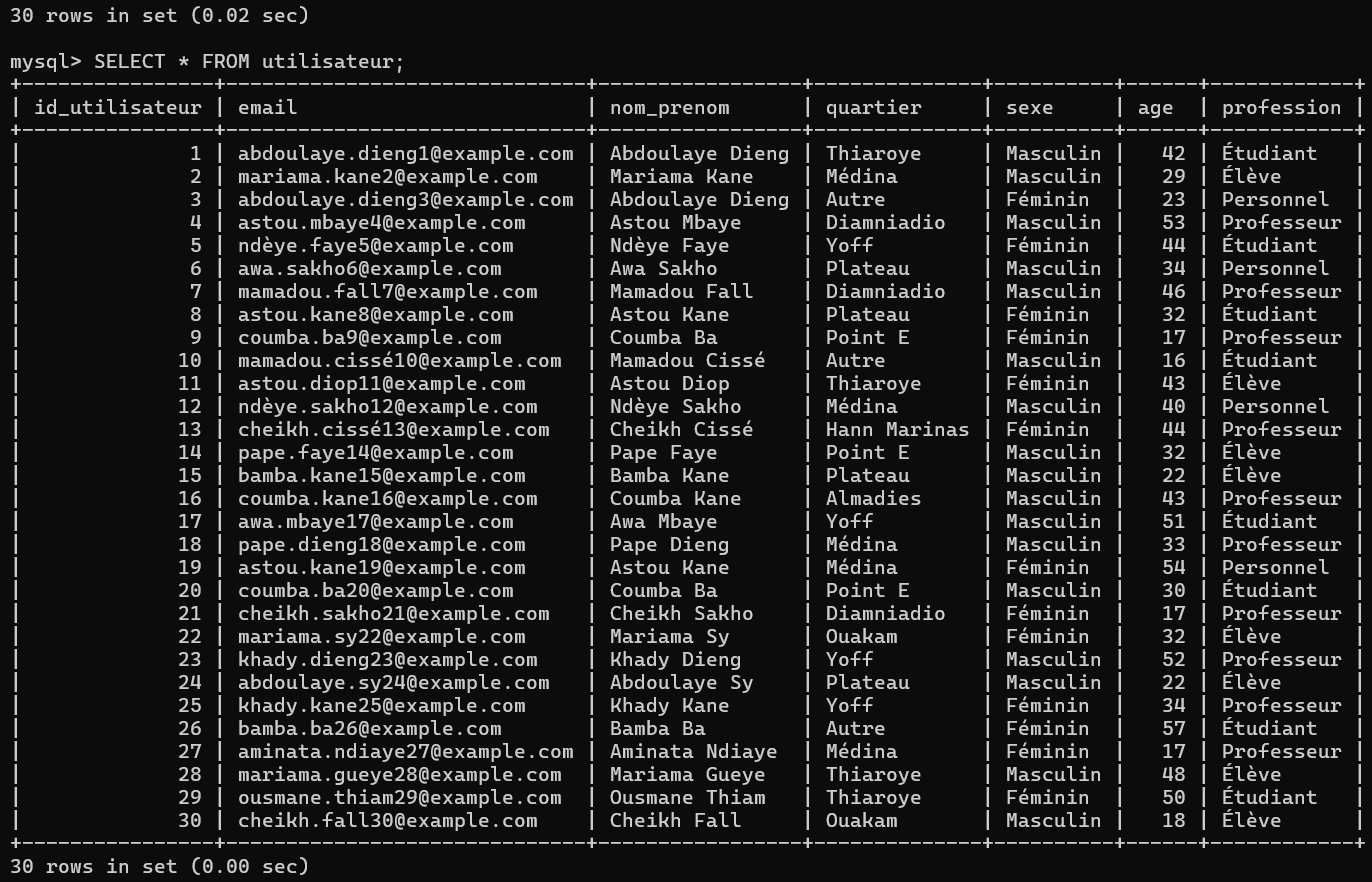 30 rows in set (0.02 sec)
mysql> SELECT * FROM utilisateur;
+----------------+------------------------------+-----------------+--------------+----------+------+------------+
| id_utilisateur | email                        | nom_prenom      | quartier     | sexe     | age  | profession |
+----------------+------------------------------+-----------------+--------------+----------+------+------------+
|              1 | abdoulaye.dieng1@example.com | Abdoulaye Dieng | Thiaroye     | Masculin |   42 | Étudiant   |
|              2 | mariama.kane2@example.com    | Mariama Kane    | Médina       | Masculin |   29 | Élève      |
|              3 | abdoulaye.dieng3@example.com | Abdoulaye Dieng | Autre        | Féminin  |   23 | Personnel  |
|              4 | astou.mbaye4@example.com     | Astou Mbaye     | Diamniadio   | Masculin |   53 | Professeur |
|              5 | ndèye.faye5@example.com      | Ndèye Faye      | Yoff         | Féminin  |   44 | Étudiant   |
|              6 | awa.sakho6@example.com       | Awa Sakho       | Plateau      | Masculin |   34 | Personnel  |
|              7 | mamadou.fall7@example.com    | Mamadou Fall    | Diamniadio   | Masculin |   46 | Professeur |
|              8 | astou.kane8@example.com      | Astou Kane      | Plateau      | Féminin  |   32 | Étudiant   |
|              9 | coumba.ba9@example.com       | Coumba Ba       | Point E      | Féminin  |   17 | Professeur |
|             10 | mamadou.cissé10@example.com  | Mamadou Cissé   | Autre        | Masculin |   16 | Étudiant   |
|             11 | astou.diop11@example.com     | Astou Diop      | Thiaroye     | Féminin  |   43 | Élève      |
|             12 | ndèye.sakho12@example.com    | Ndèye Sakho     | Médina       | Masculin |   40 | Personnel  |
|             13 | cheikh.cissé13@example.com   | Cheikh Cissé    | Hann Marinas | Féminin  |   44 | Professeur |
|             14 | pape.faye14@example.com      | Pape Faye       | Point E      | Masculin |   32 | Élève      |
|             15 | bamba.kane15@example.com     | Bamba Kane      | Plateau      | Masculin |   22 | Élève      |
|             16 | coumba.kane16@example.com    | Coumba Kane     | Almadies     | Masculin |   43 | Professeur |
|             17 | awa.mbaye17@example.com      | Awa Mbaye       | Yoff         | Masculin |   51 | Étudiant   |
|             18 | pape.dieng18@example.com     | Pape Dieng      | Médina       | Masculin |   33 | Professeur |
|             19 | astou.kane19@example.com     | Astou Kane      | Médina       | Féminin  |   54 | Personnel  |
|             20 | coumba.ba20@example.com      | Coumba Ba       | Point E      | Masculin |   30 | Étudiant   |
|             21 | cheikh.sakho21@example.com   | Cheikh Sakho    | Diamniadio   | Féminin  |   17 | Professeur |
|             22 | mariama.sy22@example.com     | Mariama Sy      | Ouakam       | Féminin  |   32 | Élève      |
|             23 | khady.dieng23@example.com    | Khady Dieng     | Yoff         | Masculin |   52 | Professeur |
|             24 | abdoulaye.sy24@example.com   | Abdoulaye Sy    | Plateau      | Masculin |   22 | Élève      |
|             25 | khady.kane25@example.com     | Khady Kane      | Yoff         | Féminin  |   34 | Professeur |
|             26 | bamba.ba26@example.com       | Bamba Ba        | Autre        | Féminin  |   57 | Étudiant   |
|             27 | aminata.ndiaye27@example.com | Aminata Ndiaye  | Médina       | Féminin  |   17 | Professeur |
|             28 | mariama.gueye28@example.com  | Mariama Gueye   | Thiaroye     | Masculin |   48 | Élève      |
|             29 | ousmane.thiam29@example.com  | Ousmane Thiam   | Thiaroye     | Féminin  |   50 | Étudiant   |
|             30 | cheikh.fall30@example.com    | Cheikh Fall     | Ouakam       | Masculin |   18 | Élève      |
+----------------+------------------------------+-----------------+--------------+----------+------+------------+
30 rows in set (0.00 sec)